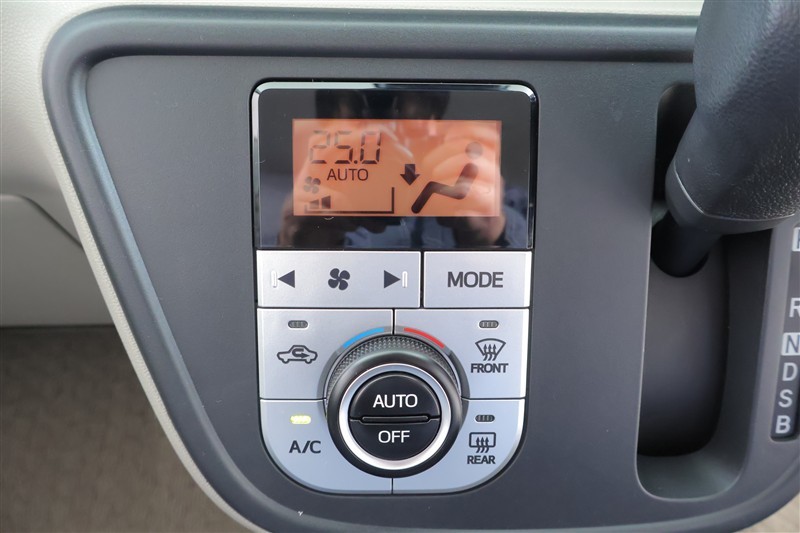 25.0
AUTO
MODE
FRONT
AUTO
OFF
A/C
REAR
R
N
D
S
B